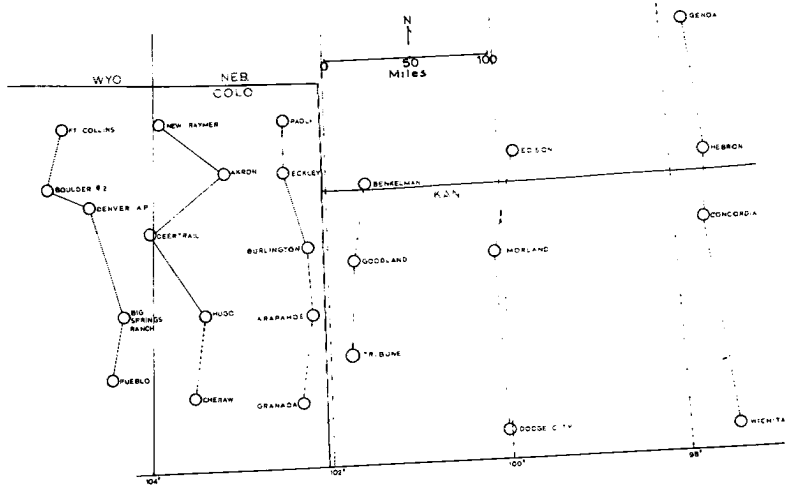 N
GENOA
0 50 100
Miles
WYO NEB.
COLO
FT COLLINS
NEW RAYMER
PAOLI
EDISON
HEBRON
AKRON
ECKLEY
BENKELMAN
BOULDER #2
KAN
DENVER A.P.
CONCORDIA
DEERTRAIL
BURLINGTON
GOODLAND
MORLAND
BIG
SPRINGS
RANCH
HUGO
ARAPAHOE
TRIBUNE
PUEBLO
CHERAW
GRANADA
DODGE CITY
WICHITA
104°
102°
100°
98°